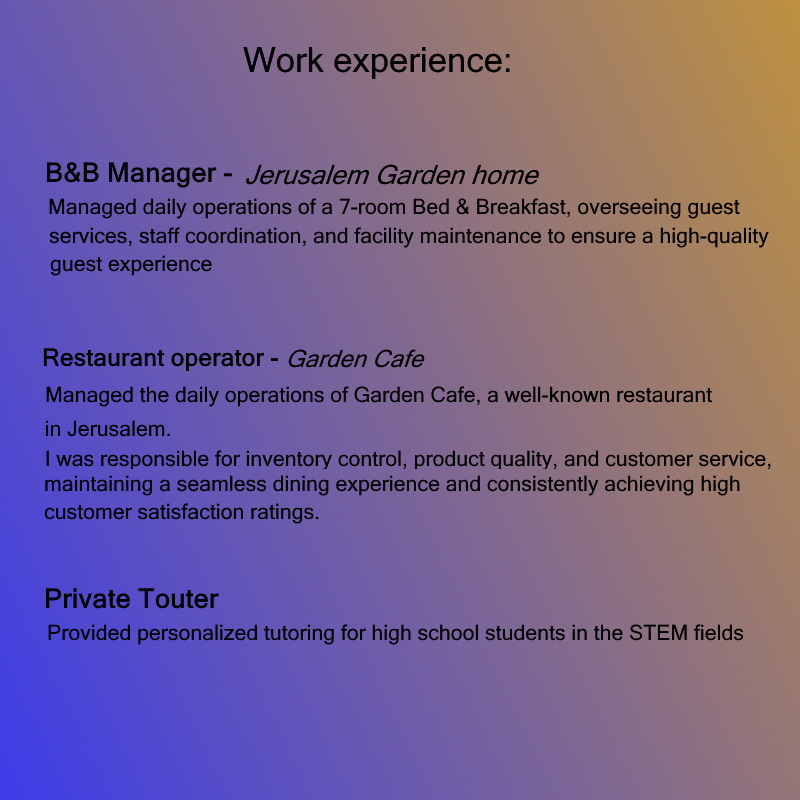 Work experience:
B&B Manager - Jerusalem Garden home
Managed daily operations of a 7-room Bed & Breakfast, overseeing guest
services, staff coordination, and facility maintenance to ensure a high-quality
guest experience
Restaurant operator - Garden Cafe
Managed the daily operations of Garden Cafe, a well-known restaurant
in Jerusalem.
I was responsible for inventory control, product quality, and customer service,
maintaining a seamless dining experience and consistently achieving high
customer satisfaction ratings.
Private Touter
Provided personalized tutoring for high school students in the STEM fields